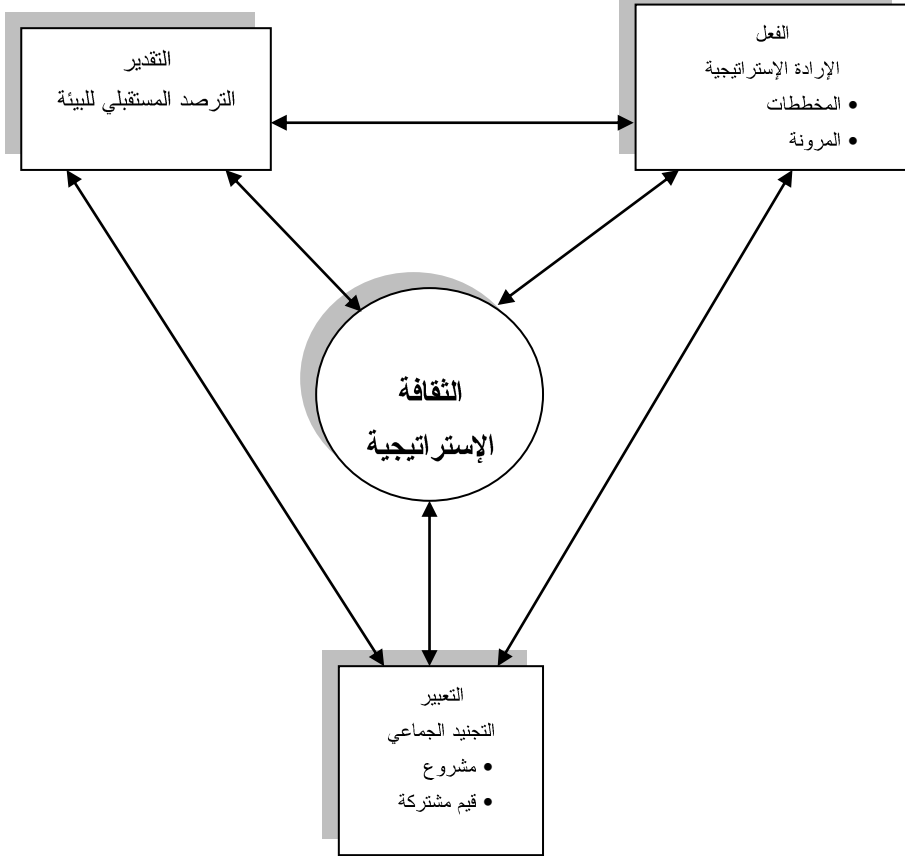 الفعل
الإرادة الإستراتيجية
• المخططات
• المرونة
التقدير
الترصد المستقبلي للبيئة
الثقافة
الإستراتيجية
التعبير
التجنيد الجماعي
• مشروع
• قيم مشتركة